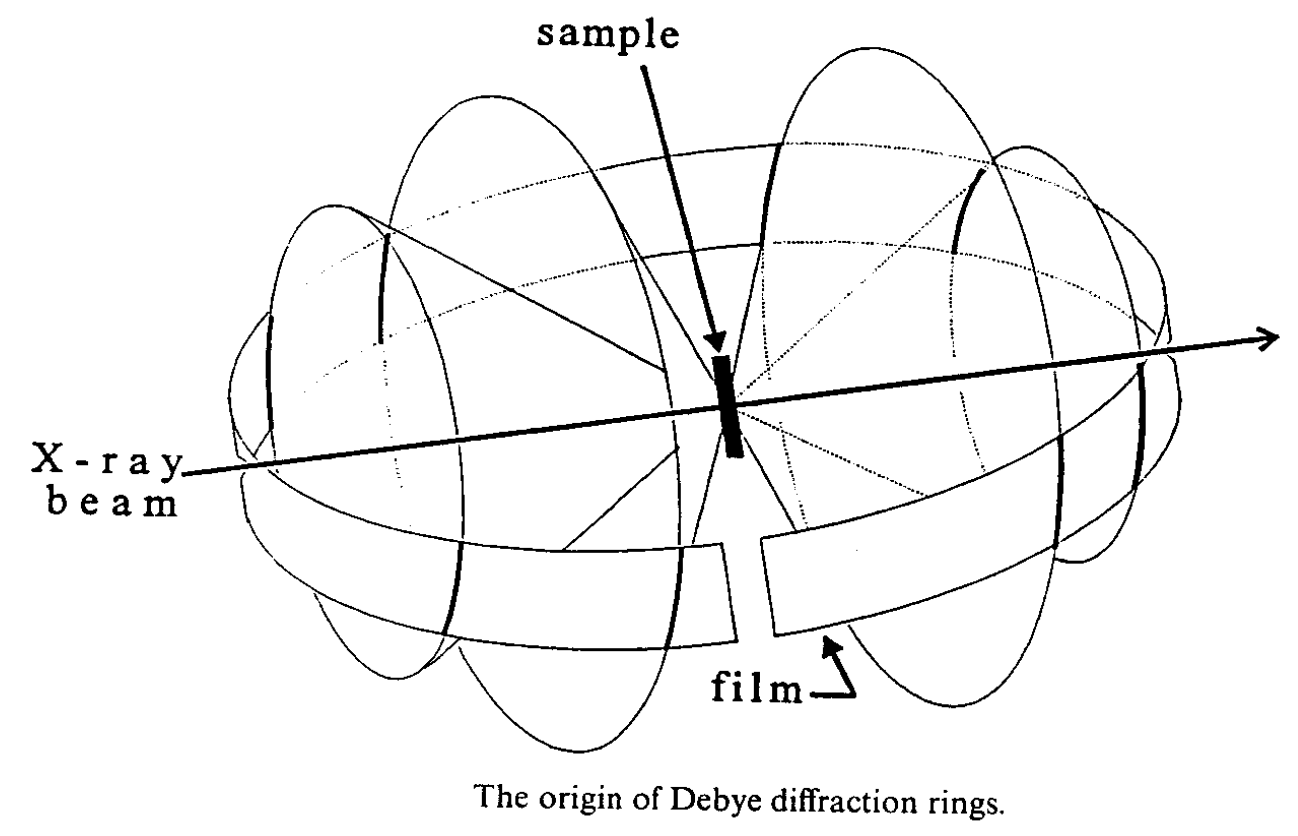 sample
X-ray
beam
film
The origin of Debye diffraction rings.